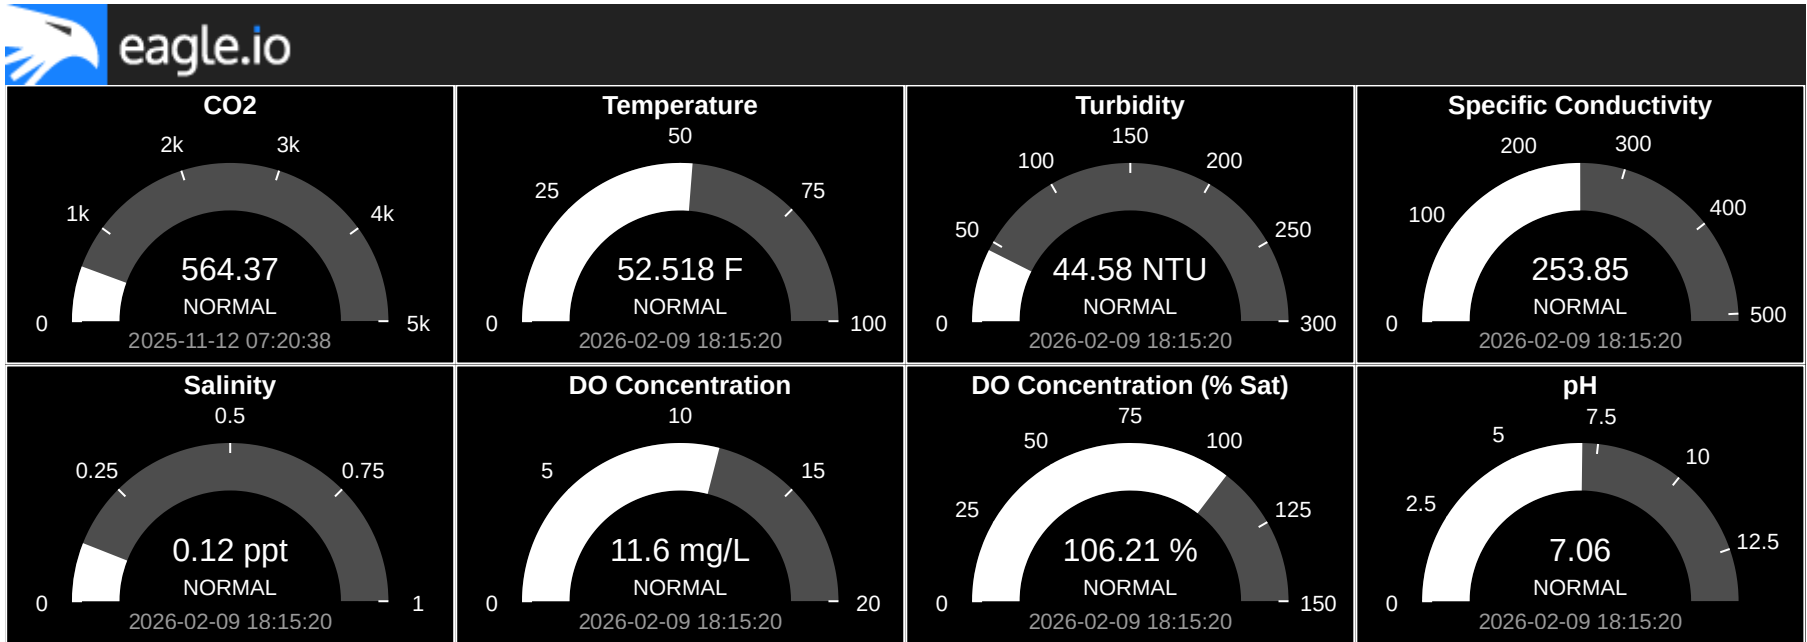 eagle.io
CO2
0
1k
2k
3k
4k
5k
564.37
NORMAL
2025-11-12 07:20:38
Temperature
0
25
50
75
100
52.518 F
NORMAL
2026-02-09 18:15:20
Turbidity
0
50
100
150
200
250
300
44.58 NTU
NORMAL
2026-02-09 18:15:20
Specific Conductivity
0
100
200
300
400
500
253.85
NORMAL
2026-02-09 18:15:20
Salinity
0
0.25
0.5
0.75
1
0.12 ppt
NORMAL
2026-02-09 18:15:20
DO Concentration
0
5
10
15
20
11.6 mg/L
NORMAL
2026-02-09 18:15:20
DO Concentration (% Sat)
0
25
50
75
100
125
150
106.21 %
NORMAL
2026-02-09 18:15:20
pH
0
2.5
5
7.5
10
12.5
7.06
NORMAL
2026-02-09 18:15:20